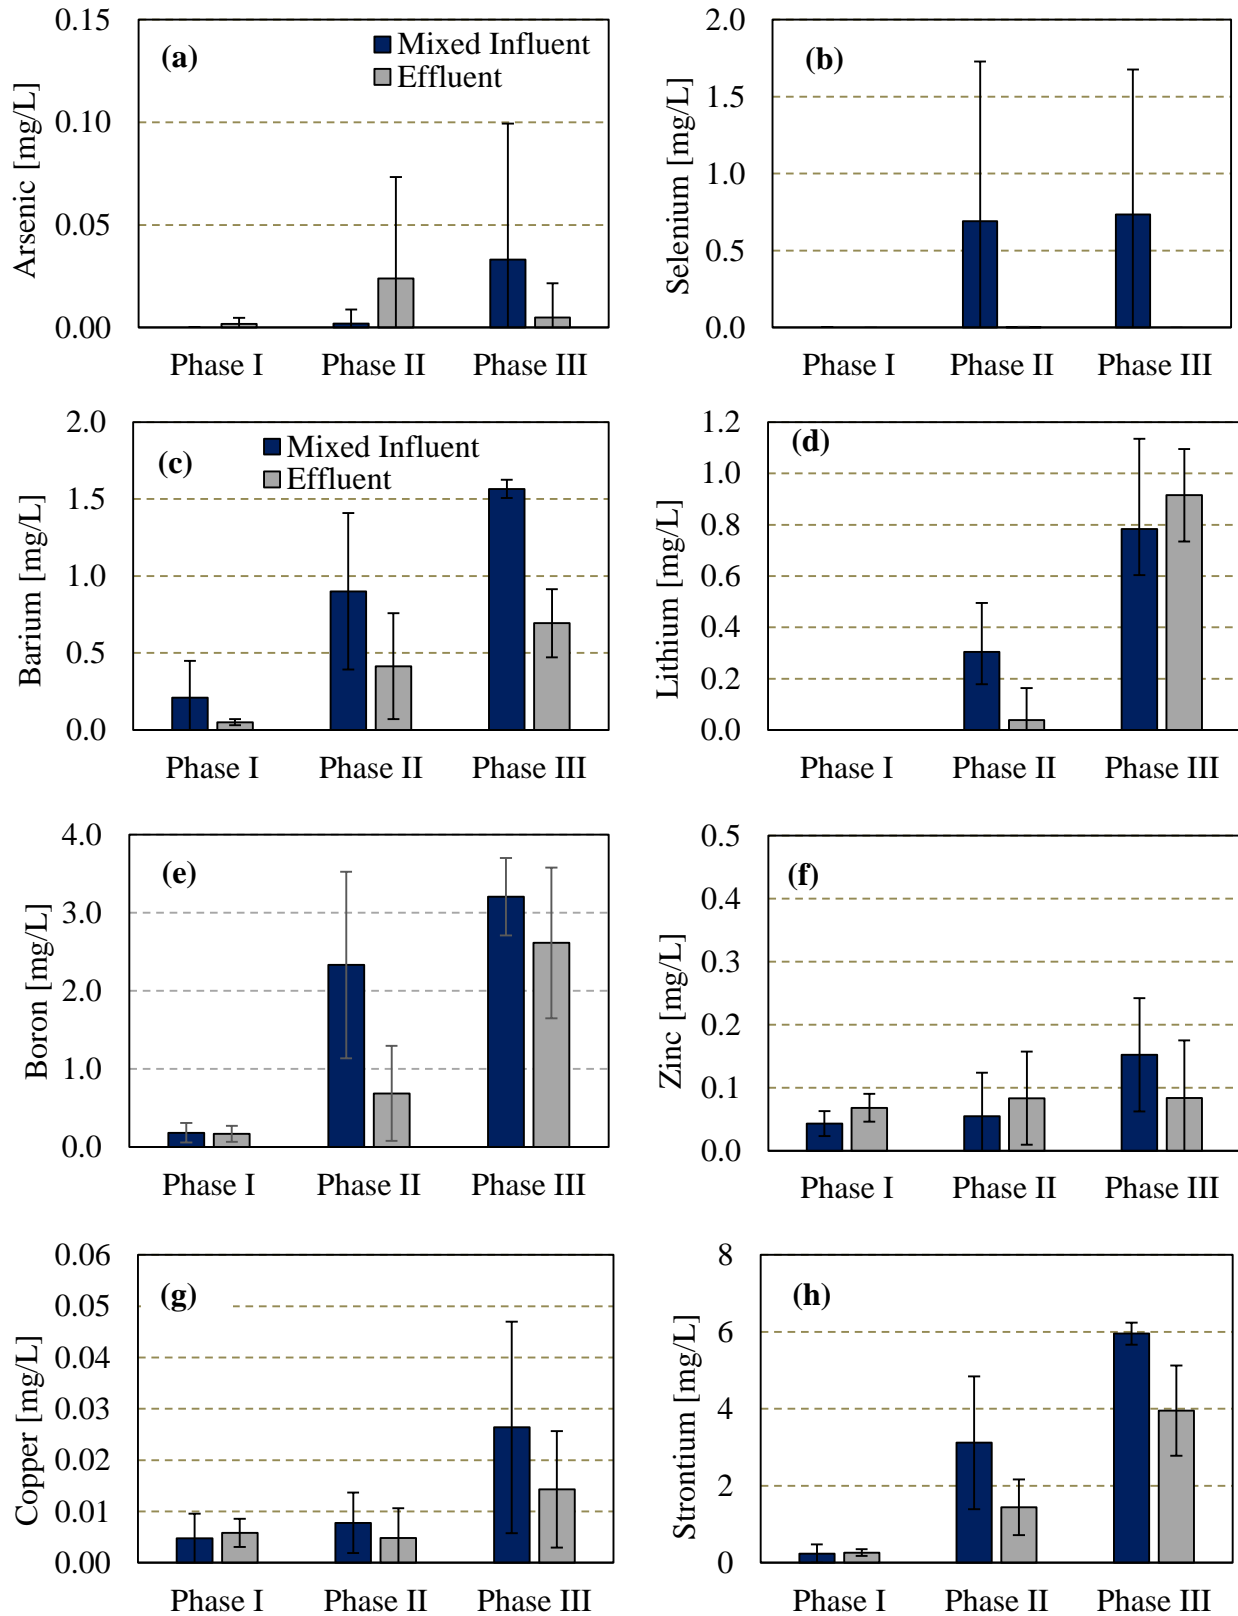 (a)
Mixed Influent
Effluent
Arsenic [mg/L]
0.15
0.10
0.05
0.00
Phase I Phase II Phase III
(b)
Selenium [mg/L]
2.0
1.5
1.0
0.5
0.0
Phase I Phase II Phase III
(c)
Mixed Influent
Effluent
Barium [mg/L]
2.0
1.5
1.0
0.5
0.0
Phase I Phase II Phase III
(d)
Lithium [mg/L]
1.2
1.0
0.8
0.6
0.4
0.2
0.0
Phase I Phase II Phase III
(e)
Boron [mg/L]
4.0
3.0
2.0
1.0
0.0
Phase I Phase II Phase III
(f)
Zinc [mg/L]
0.5
0.4
0.3
0.2
0.1
0.0
Phase I Phase II Phase III
(g)
Copper [mg/L]
0.06
0.05
0.04
0.03
0.02
0.01
0.00
Phase I Phase II Phase III
(h)
Strontium [mg/L]
8
6
4
2
0
Phase I Phase II Phase III